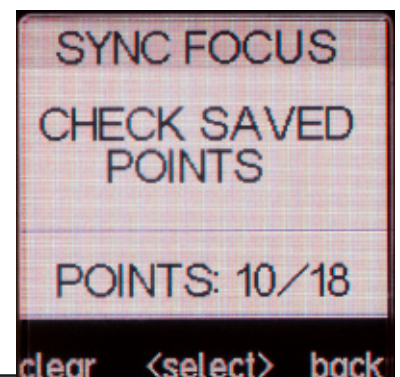 SYNC FOCUS
CHECK SAVED
POINTS
POINTS: 10/18
clear <select> back